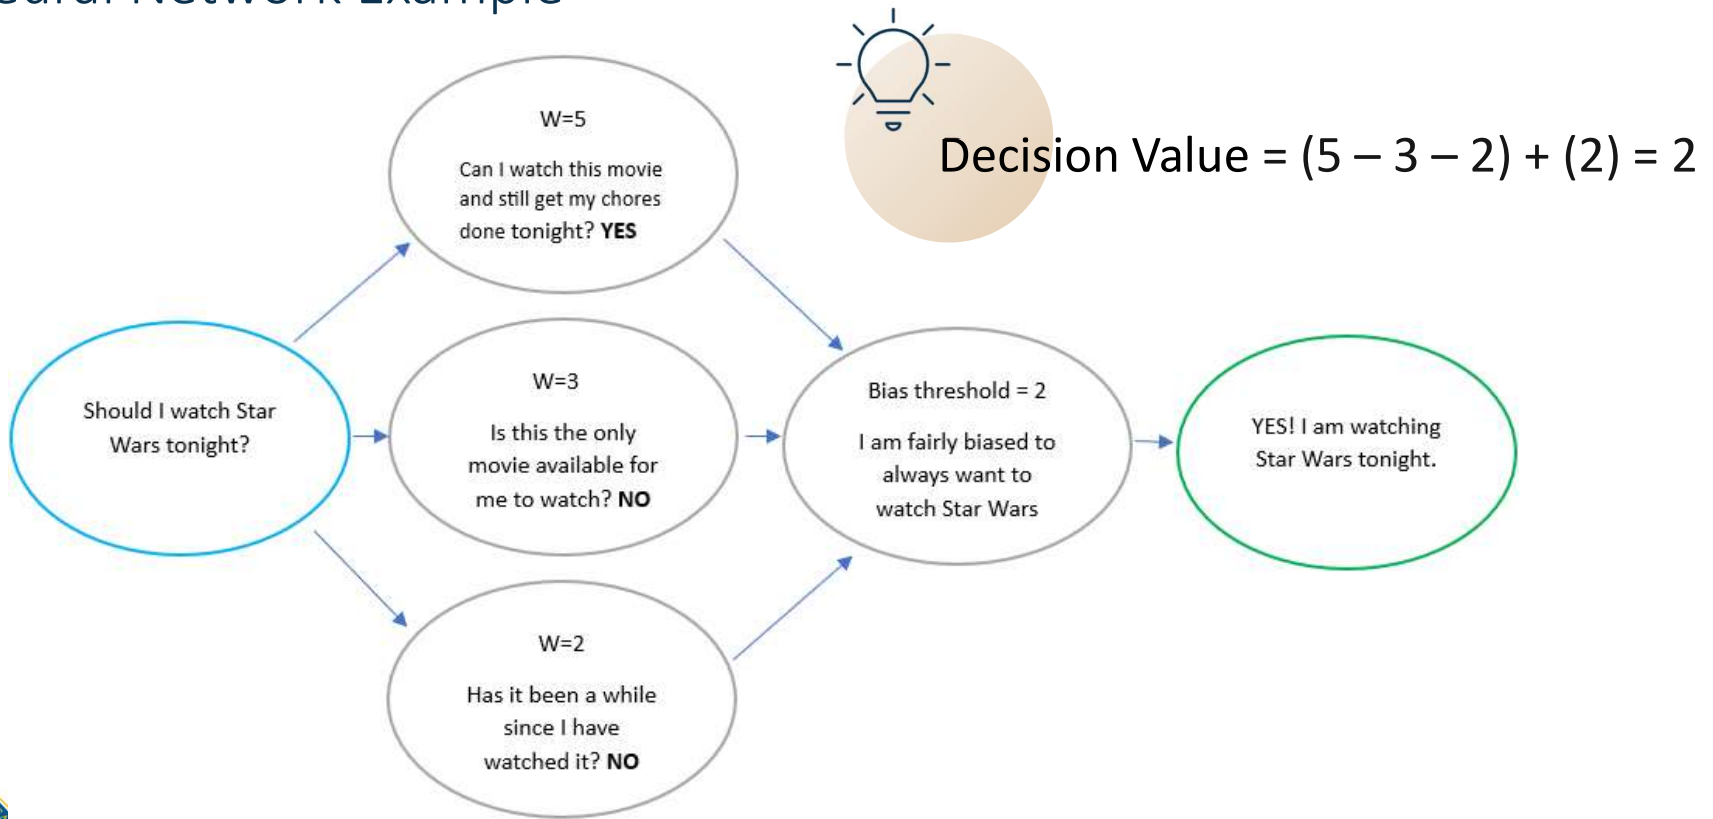 Neural Network Example
Decision Value = (5 – 3 – 2) + (2) = 2
W=5
Can I watch this movie
and still get my chores
done tonight? YES
Should I watch Star
Wars tonight?
W=3
Is this the only
movie available for
me to watch? NO
W=2
Has it been a while
since I have
watched it? NO
Bias threshold = 2
I am fairly biased to
always want to
watch Star Wars
YES! I am watching
Star Wars tonight.